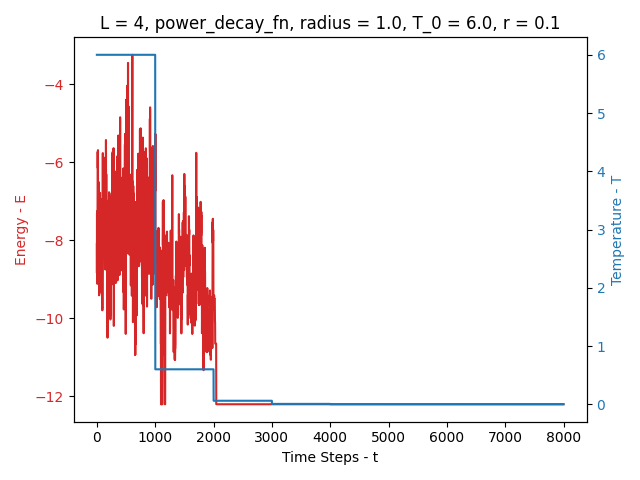 L = 4, power_decay_fn, radius = 1.0, T_0 = 6.0, r = 0.1
Energy - E
−4
−6
−8
−10
−12
6
5
4
3
2
1
0
Temperature - T
0 1000 2000 3000 4000 5000 6000 7000 8000
Time Steps - t